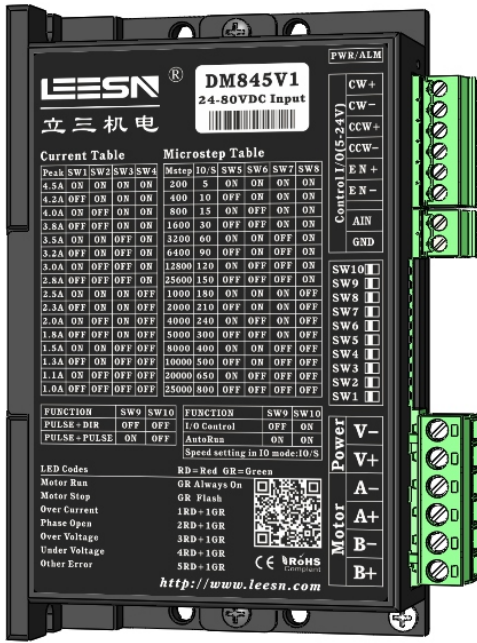 PWR/ALM
LEESN ®
立三机电
DM845V1
24-80VDC Input
Control I/O(5-24V)
CW+
CW-
CCW+
CCW-
EN+
EN-
AIN
GND
Current Table
Peak SW1 SW2 SW3 SW4
4.5A ON ON ON ON
4.2A OFF ON ON ON
4.0A ON OFF ON ON
3.8A OFF OFF ON ON
3.5A ON ON OFF ON
3.2A OFF ON OFF ON
3.0A ON OFF OFF ON
2.8A OFF OFF OFF ON
2.5A ON ON ON OFF
2.3A OFF ON ON OFF
2.0A ON OFF ON OFF
1.8A OFF OFF ON OFF
1.5A ON ON OFF OFF
1.3A OFF ON OFF OFF
1.1A ON OFF OFF OFF
1.0A OFF OFF OFF OFF
Microstep Table
Mstep IO/S SW5 SW6 SW7 SW8
200 5 ON ON ON ON
400 10 OFF ON ON ON
800 15 ON OFF ON ON
1600 30 OFF OFF ON ON
3200 60 ON ON OFF ON
6400 90 OFF ON OFF ON
12800 120 ON OFF OFF ON
25600 150 OFF OFF OFF ON
1000 180 ON ON ON OFF
2000 210 OFF ON ON OFF
4000 240 ON OFF ON OFF
5000 300 OFF OFF ON OFF
8000 400 ON ON OFF OFF
10000 500 OFF ON OFF OFF
20000 650 ON OFF OFF OFF
25000 800 OFF OFF OFF OFF
SW10
SW9
SW8
SW7
SW6
SW5
SW4
SW3
SW2
SW1
FUNCTION SW9 SW10
PULSE+DIR OFF OFF
PULSE+PULSE ON OFF
FUNCTION SW9 SW10
I/O Control OFF ON
AutoRun ON ON
Speed setting in IO mode:IO/S
Power
V-
V+
Motor
A-
A+
B-
B+
LED Codes RD=Red GR=Green
Motor Run GR Always On
Motor Stop GR Flash
Over Current 1RD+1GR
Phase Open 2RD+1GR
Over Voltage 3RD+1GR
Under Voltage 4RD+1GR
Other Error 5RD+1GR
CE RoHS
Compliant
http://www.leesn.com